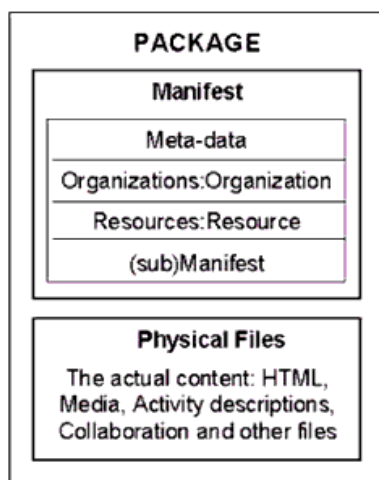 PACKAGE
Manifest
Meta-data
Organizations:Organization
Resources:Resource
(sub)Manifest
Physical Files
The actual content: HTML,
Media, Activity descriptions,
Collaboration and other files